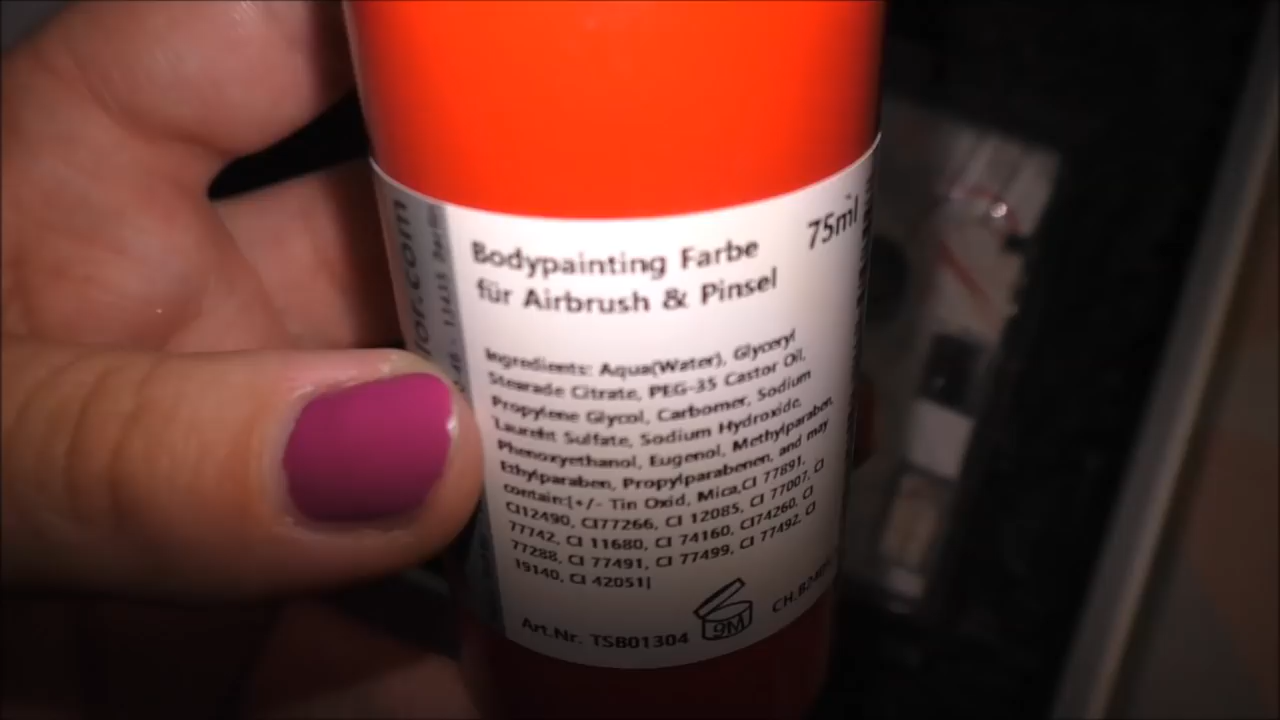 Bodypainting Farbe
für Airbrush & Pinsel
75ml
Ingredients: Aqua(Water), Glyceryl
Stearade Citrate, PEG-35 Castor Oil,
Propylene Glycol, Carbomer, Sodium
Laureht Sulfate, Sodium Hydroxide,
Phenoxyethanol, Eugenol, Methylparaben,
Ethylparaben, Propylparabenen, and may
contain:[+/- Tin Oxid, Mica,CI 77891,
CI12490, CI77266, CI 12085, CI 77007, CI
77742, CI 11680, CI 74160, CI74260, CI
77288, CI 77491, CI 77499, CI 77492, CI
19140, CI 42051]
Art.Nr. TSB01304
9M